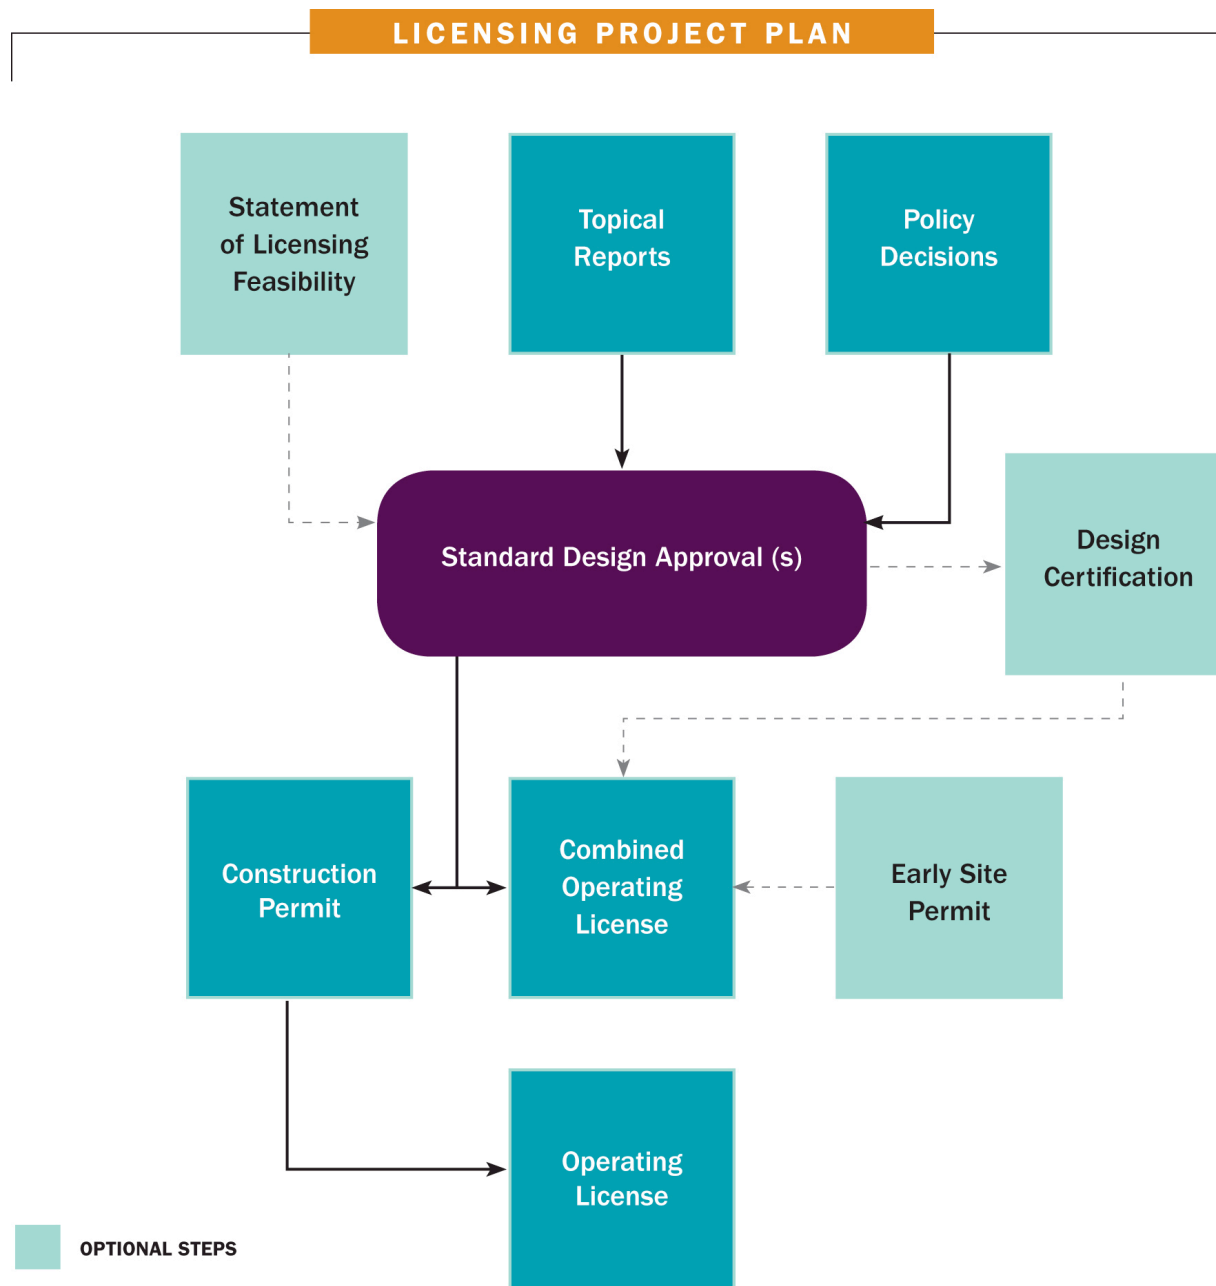 LICENSING PROJECT PLAN
Statement
of Licensing
Feasibility
Topical
Reports
Policy
Decisions
Standard Design Approval (s)
Design
Certification
Construction
Permit
Combined
Operating
License
Early Site
Permit
Operating
License
OPTIONAL STEPS